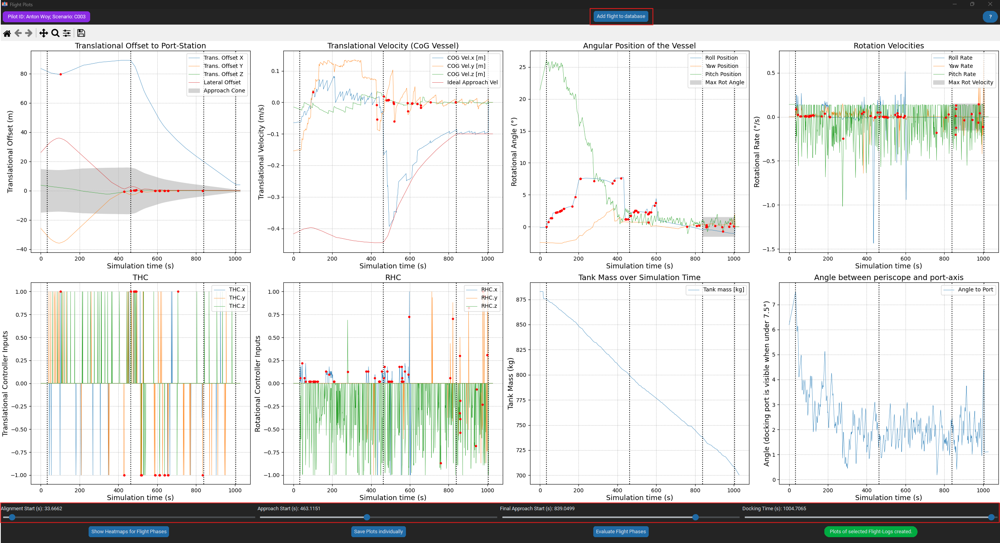 Flight Plots
Pilot ID: Anton Woy; Scenario: C003
Add flight to database
?
Translational Offset to Port-Station
Trans. Offset X
Trans. Offset Y
Trans. Offset Z
Lateral Offset
Approach Cone
Translational Offset (m)
80
60
40
20
0
−20
−40
0 200 400 600 800 1000
Simulation time (s)
Translational Velocity (CoG Vessel)
COG Vel.x [m]
COG Vel.y [m]
COG Vel.z [m]
Ideal Approach Vel
Translational Velocity (m/s)
0.1
0.0
−0.1
−0.2
−0.3
−0.4
0 200 400 600 800 1000
Simulation time (s)
Angular Position of the Vessel
Roll Position
Yaw Position
Pitch Position
Max Rot Angle
Rotational Angle (°)
25
20
15
10
5
0
0 200 400 600 800 1000
Simulation time (s)
Rotation Velocities
Roll Rate
Yaw Rate
Pitch Rate
Max Rot Velocity
Rotational Rate (°/s)
0.5
0.0
−0.5
−1.0
−1.5
0 200 400 600 800 1000
Simulation time (s)
THC
THC.x
THC.y
THC.z
Translational Controller Inputs
1.00
0.75
0.50
0.25
0.00
−0.25
−0.50
−0.75
−1.00
0 200 400 600 800 1000
Simulation time (s)
RHC
RHC.x
RHC.y
RHC.z
Rotational Controller Inputs
1.00
0.75
0.50
0.25
0.00
−0.25
−0.50
−0.75
−1.00
0 200 400 600 800 1000
Simulation time (s)
Tank Mass over Simulation Time
Tank mass [kg]
Tank Mass (kg)
875
850
825
800
775
750
725
700
0 200 400 600 800 1000
Simulation time (s)
Angle between periscope and port-axis
Angle to Port
Angle (docking port is visible when under 7.5°)
7
6
5
4
3
2
1
0
0 200 400 600 800 1000
Simulation time (s)
Alignment Start (s): 33.6662
Approach Start (s): 463.1151
Final Approach Start (s): 839.0499
Docking Time (s): 1004.7065
Show Heatmaps for Flight Phases
Save Plots individually
Evaluate Flight Phases
Plots of selected Flight-Logs created.